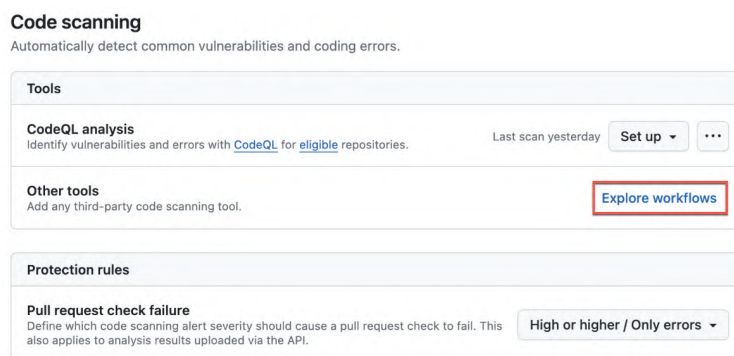 Code scanning
Automatically detect common vulnerabilities and coding errors.
Tools
CodeQL analysis
Identify vulnerabilities and errors with CodeQL for eligible repositories.
Last scan yesterday
Set up
Other tools
Add any third-party code scanning tool.
Explore workflows
Protection rules
Pull request check failure
Define which code scanning alert severity should cause a pull request check to fail. This
also applies to analysis results uploaded via the API.
High or higher / Only errors